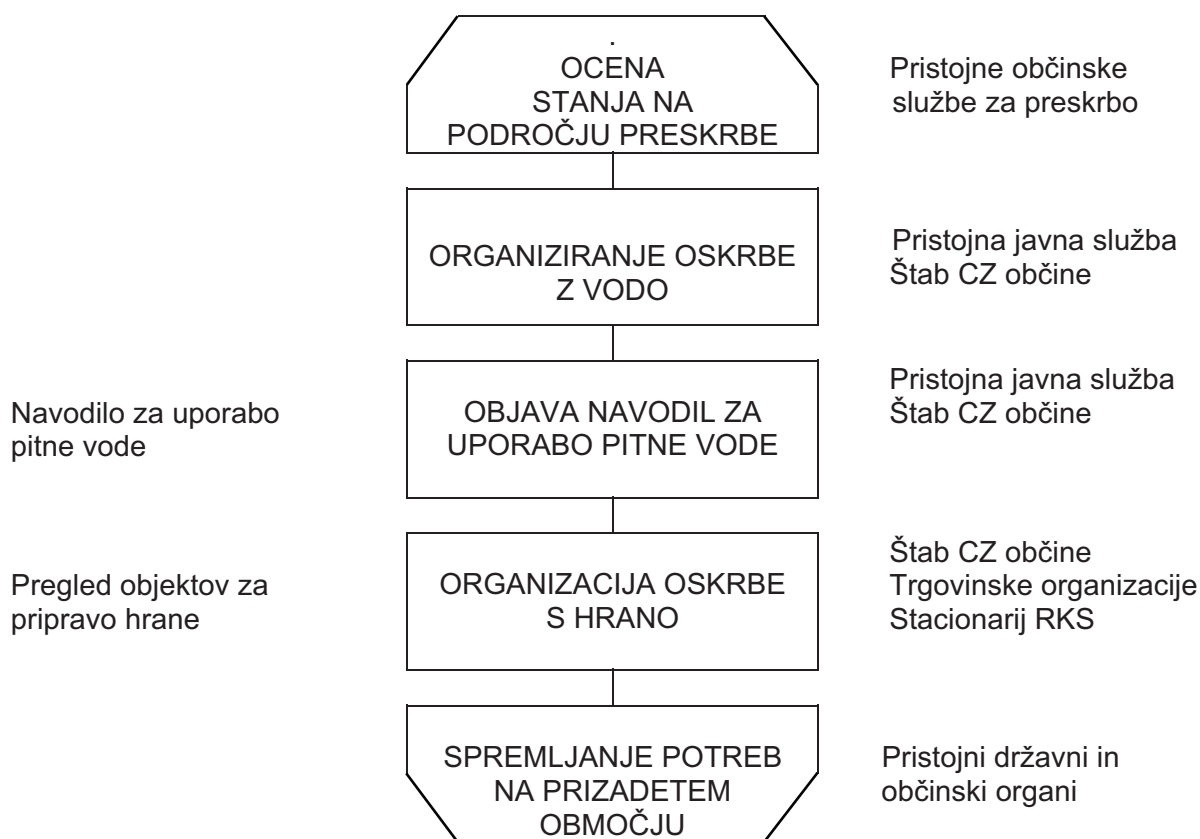 .
OCENA
STANJA NA
PODROČJU PRESKRBE
Pristojne občinske
službe za preskrbo
ORGANIZIRANJE OSKRBE
Z VODO
Pristojna javna služba
Štab CZ občine
Navodilo za uporabo
pitne vode
OBJAVA NAVODIL ZA
UPORABO PITNE VODE
Pristojna javna služba
Štab CZ občine
Pregled objektov za
pripravo hrane
ORGANIZACIJA OSKRBE
S HRANO
Štab CZ občine
Trgovinske organizacije
Stacionarij RKS
SPREMLJANJE POTREB
NA PRIZADETEM
OBMOČJU
Pristojni državni in
občinski organi